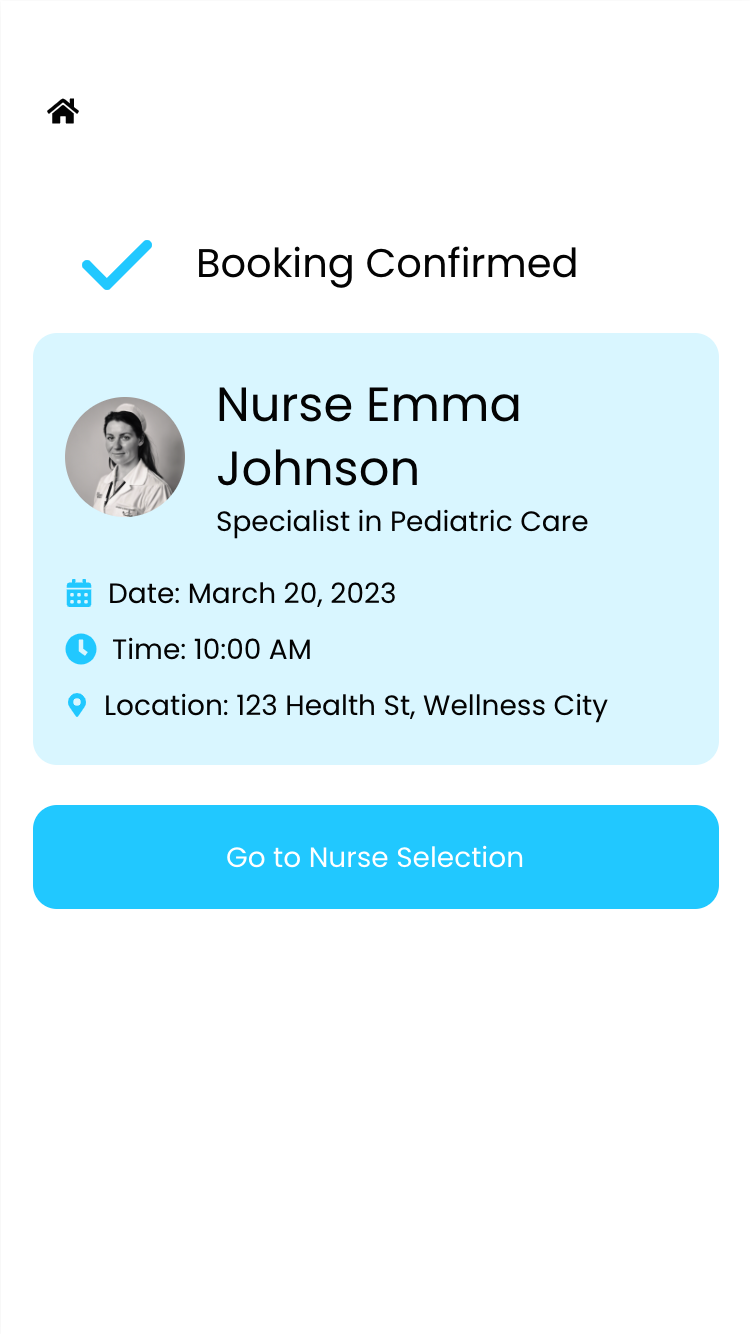 Booking Confirmed
Nurse Emma
Johnson
Specialist in Pediatric Care
Date: March 20, 2023
Time: 10:00 AM
Location: 123 Health St, Wellness City
Go to Nurse Selection